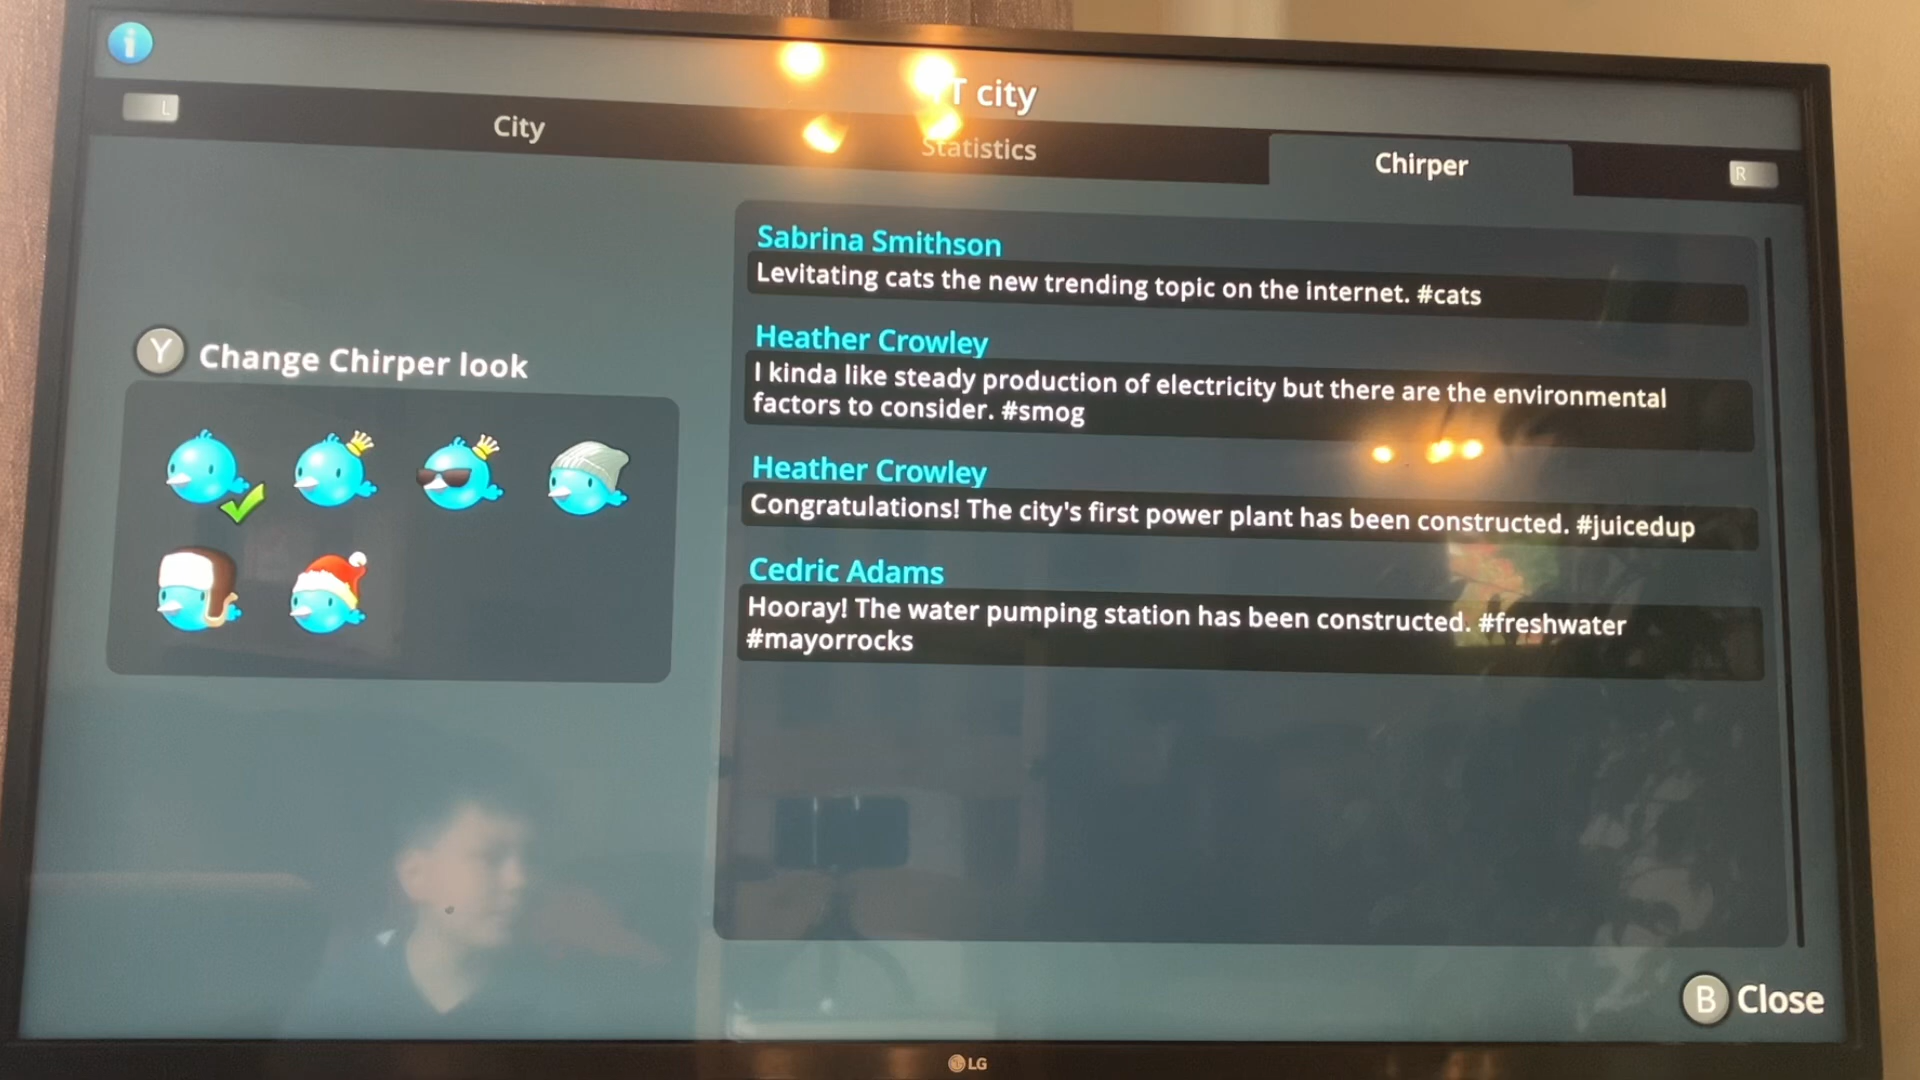 T city
L
City
Statistics
Chirper
R
Y Change Chirper look
Sabrina Smithson
Levitating cats the new trending topic on the internet. #cats
Heather Crowley
I kinda like steady production of electricity but there are the environmental
factors to consider. #smog
Heather Crowley
Congratulations! The city's first power plant has been constructed. #juicedup
Cedric Adams
Hooray! The water pumping station has been constructed. #freshwater
#mayorrocks
B Close
LG